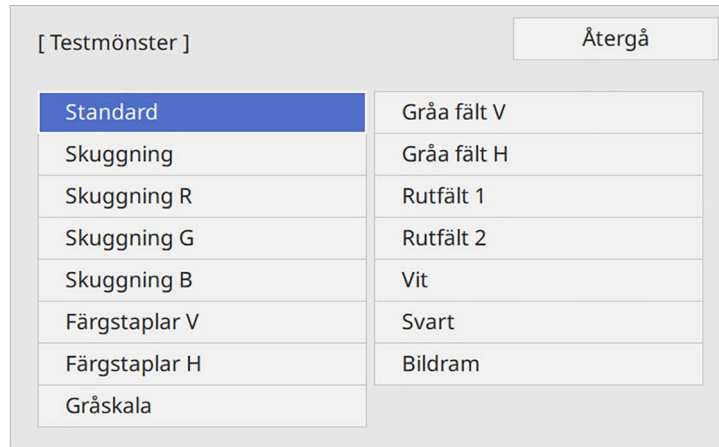 [ Testmönster ]
Återgå
Standard
Skuggning
Skuggning R
Skuggning G
Skuggning B
Färgstaplar V
Färgstaplar H
Gråskala
Gråa fält V
Gråa fält H
Rutfält 1
Rutfält 2
Vit
Svart
Bildram